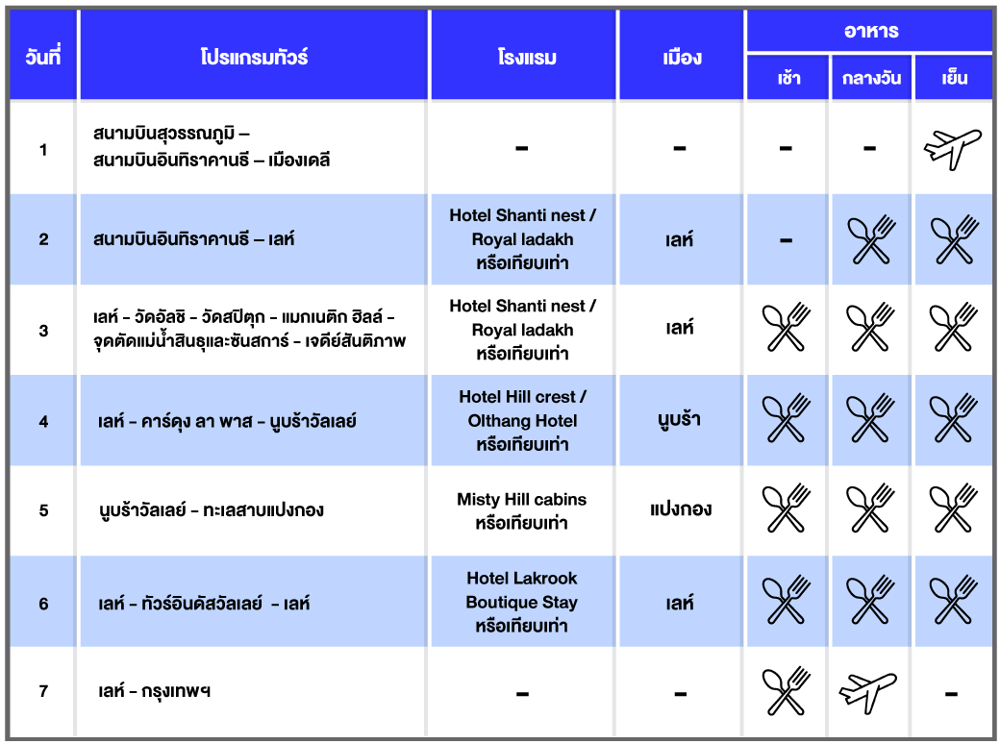 วันที่
โปรแกรมทัวร์
โรงแรม
เมือง
อาหาร
เช้า
กลางวัน
เย็น
1
สนามบินสุวรรณภูมิ –
สนามบินอินทิราคานธี – เมืองเดลี
–
–
–
–
2
สนามบินอินทิราคานธี – เลห์
Hotel Shanti nest /
Royal ladakh
หรือเทียบเท่า
เลห์
–
3
เลห์ - วัดอัลชิ - วัดสปิตุก - แมกเนติก ฮิลล์ -
จุดตัดแม่น้ำสินธุและซันสการ์ - เจดีย์สันติภาพ
Hotel Shanti nest /
Royal ladakh
หรือเทียบเท่า
เลห์
4
เลห์ - คาร์ดุง ลา พาส - นูบร้าวัลเลย์
Hotel Hill crest /
Olthang Hotel
หรือเทียบเท่า
นูบร้า
5
นูบร้าวัลเลย์ - ทะเลสาบแปงกอง
Misty Hill cabins
หรือเทียบเท่า
แปงกอง
6
เลห์ - ทัวร์อินดัสวัลเลย์ - เลห์
Hotel Lakrook
Boutique Stay
หรือเทียบเท่า
เลห์
7
เลห์ - กรุงเทพฯ
–
–
–